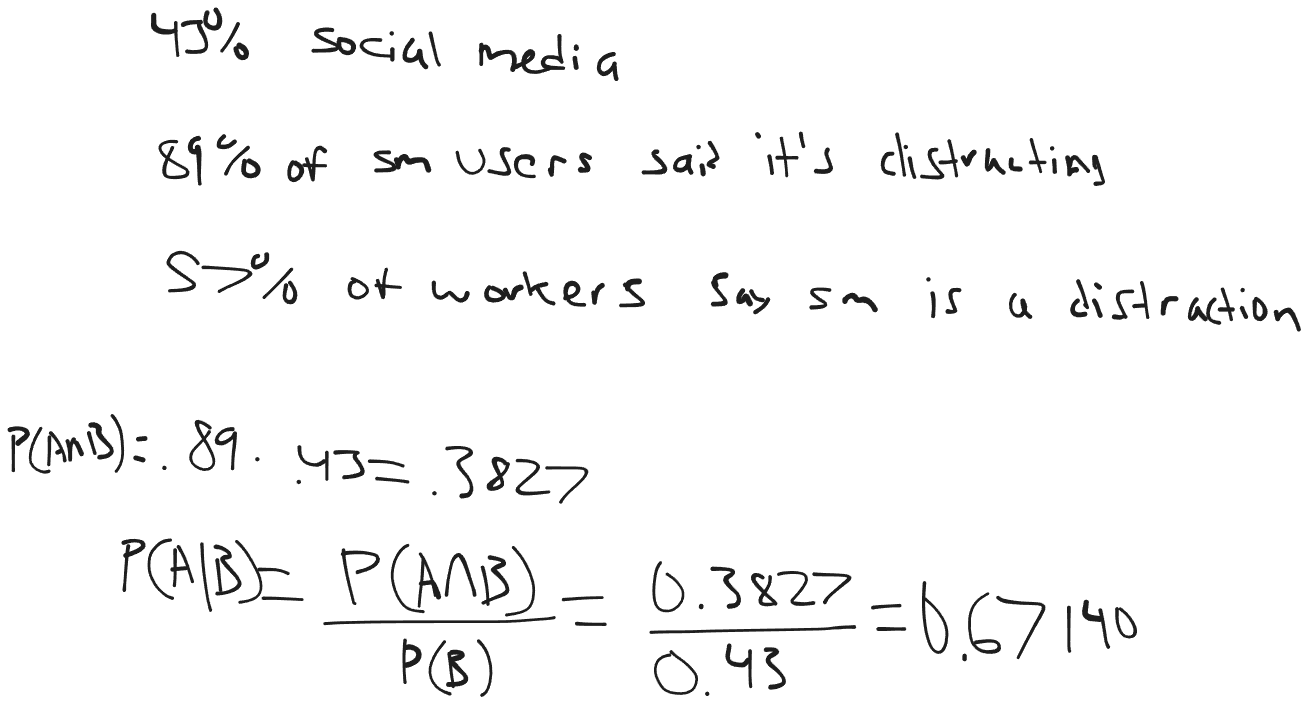 43% social media
89% of sm users said it's distracting
57% of workers say sm is a distraction
P(A∩B)=.89·.43=.3827
P(A|B)= P(A∩B)/P(B) = 0.3827/0.43 = 0.67140